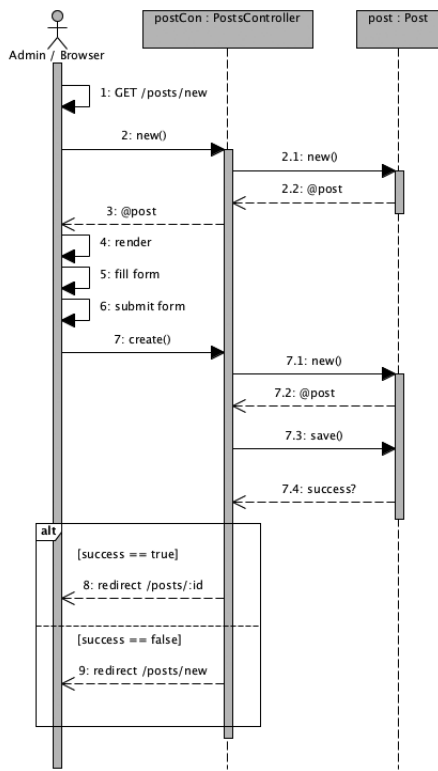 postCon : PostsController
post : Post
Admin / Browser
1: GET /posts/new
2: new()
2.1: new()
2.2: @post
3: @post
4: render
5: fill form
6: submit form
7: create()
7.1: new()
7.2: @post
7.3: save()
7.4: success?
alt
[success == true]
8: redirect /posts/:id
[success == false]
9: redirect /posts/new